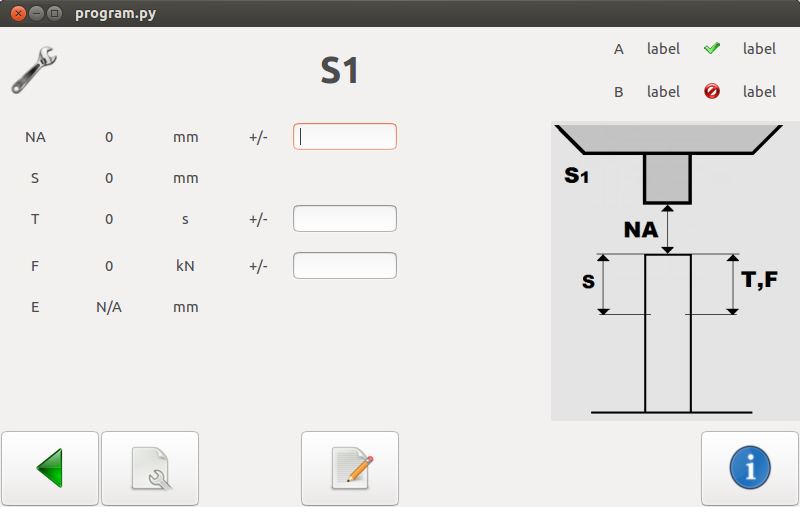 program.py
S1
A label label
B label label
NA 0 mm +/-
S 0 mm
T 0 s +/-
F 0 kN +/-
E N/A mm
S1
NA
S
T,F
i